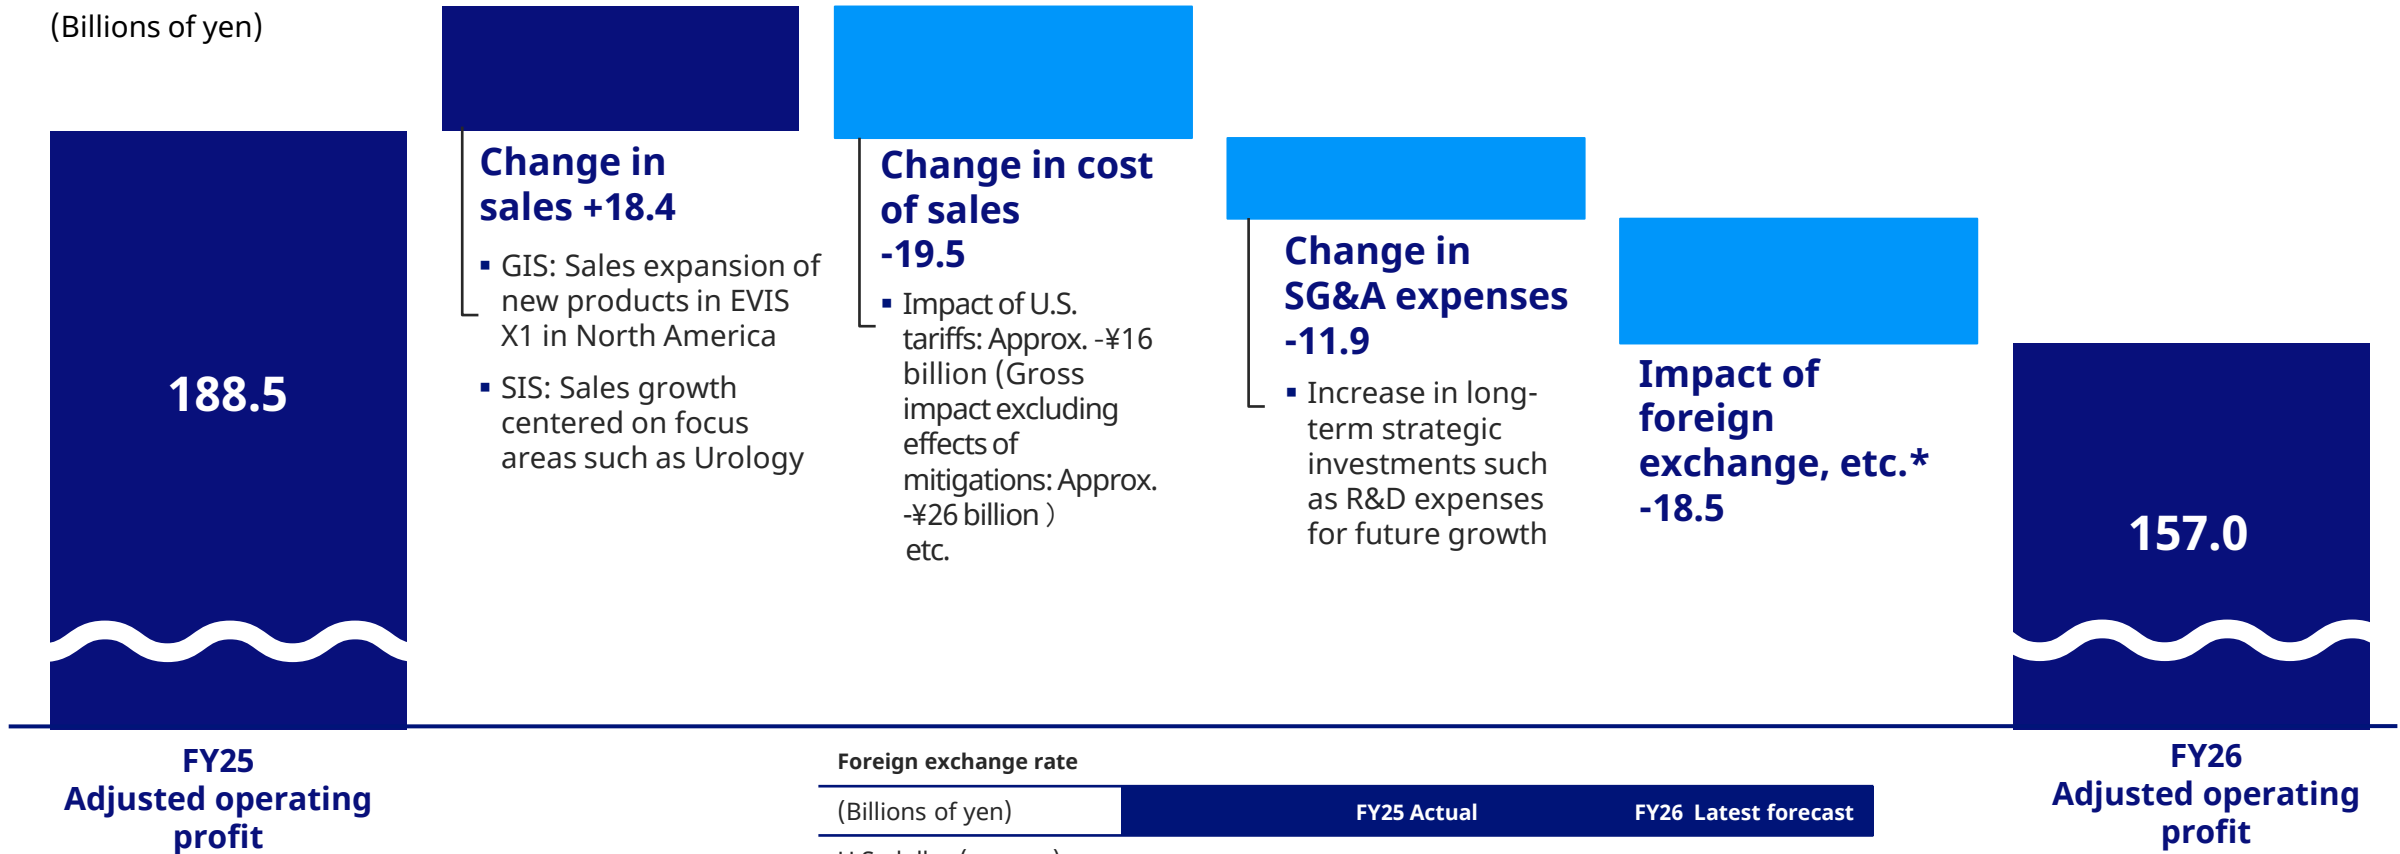 (Billions of yen)
188.5
Change in
sales +18.4
▪ GIS: Sales expansion of
new products in EVIS
X1 in North America
▪ SIS: Sales growth
centered on focus
areas such as Urology
Change in cost
of sales
-19.5
▪ Impact of U.S.
tariffs: Approx. -¥16
billion (Gross
impact excluding
effects of
mitigations: Approx.
-¥26 billion )
etc.
Change in
SG&A expenses
-11.9
▪ Increase in long-
term strategic
investments such
as R&D expenses
for future growth
Impact of
foreign
exchange, etc.*
-18.5
157.0
FY25
Adjusted operating
profit
Foreign exchange rate
(Billions of yen) FY25 Actual FY26 Latest forecast
FY26
Adjusted operating
profit